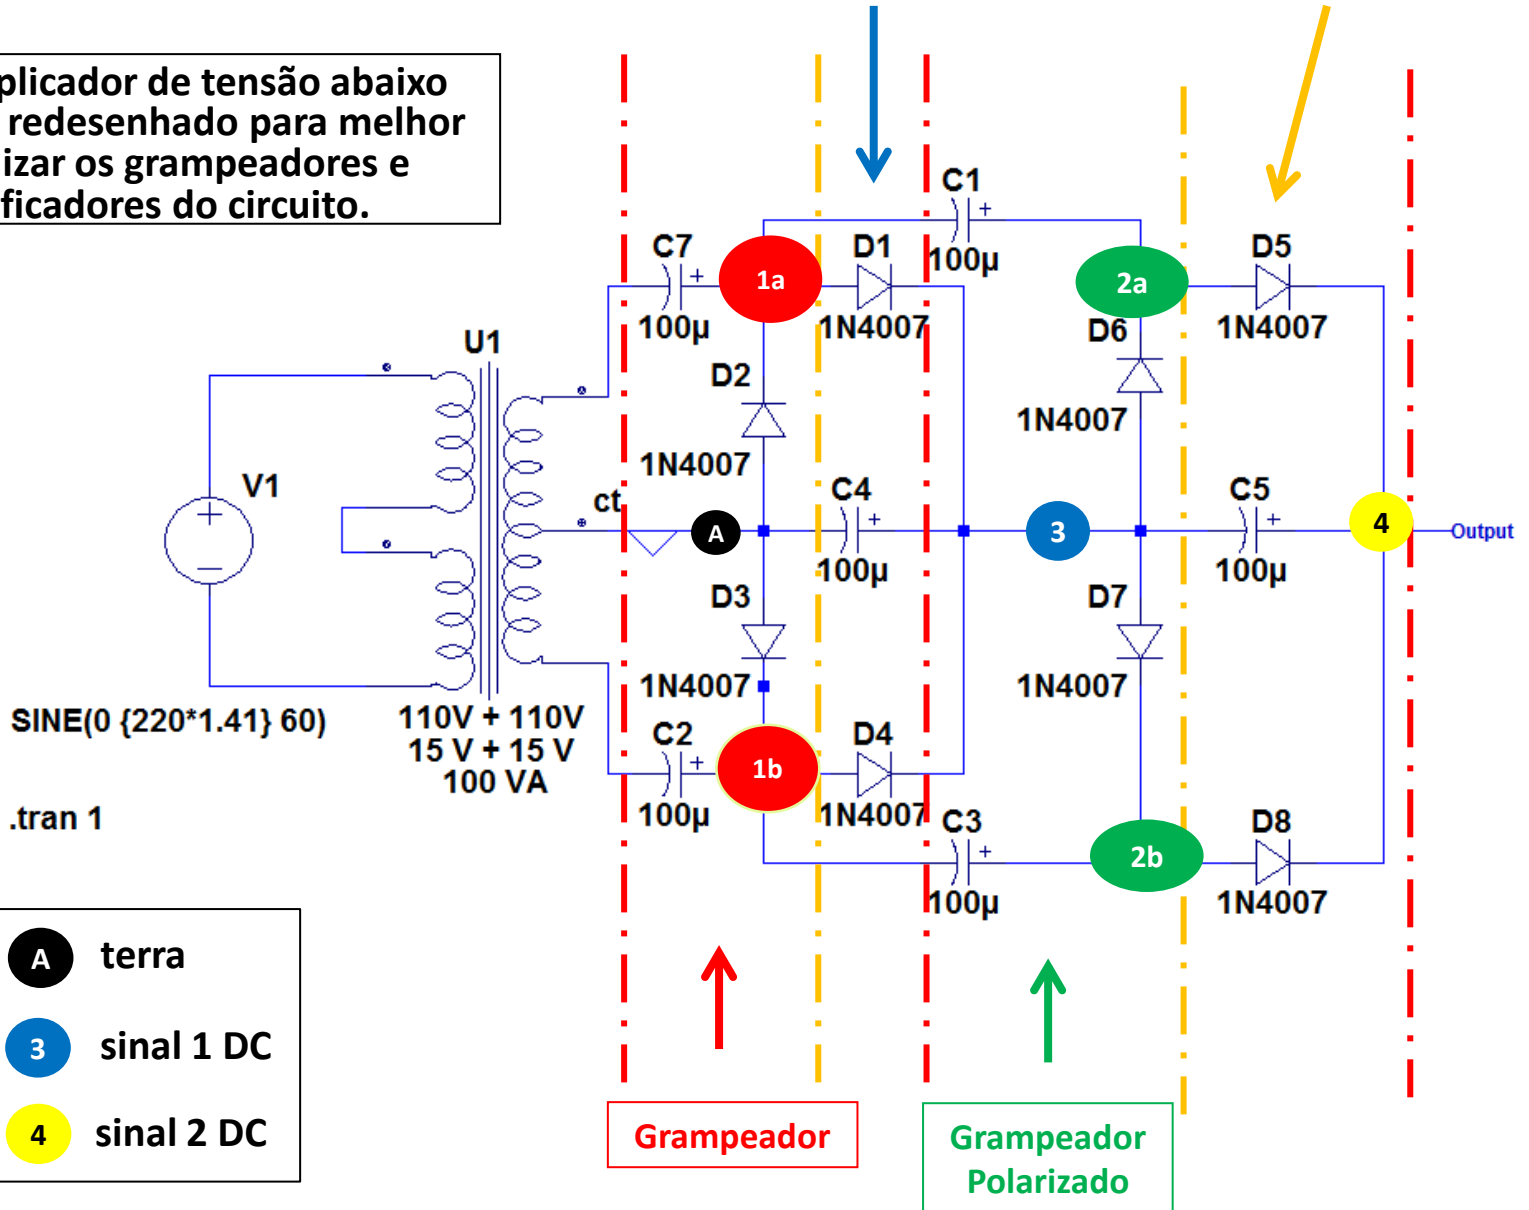 plicador de tensão abaixo
redesenhado para melhor
izar os grampeadores e
ficadores do circuito.
C1
+
100µ
C7
+
100µ
1a
D1
1N4007
2a
D5
1N4007
D6
1N4007
U1
D2
1N4007
V1
ct
A
C4
+
100µ
3
C5
+
100µ
4
Output
D3
1N4007
D7
1N4007
SINE(0 {220*1.41} 60)
110V + 110V
15 V + 15 V
100 VA
C2
+
100µ
1b
D4
1N4007
.tran 1
C3
+
100µ
2b
D8
1N4007
A terra
3 sinal 1 DC
4 sinal 2 DC
Grampeador
Grampeador
Polarizado